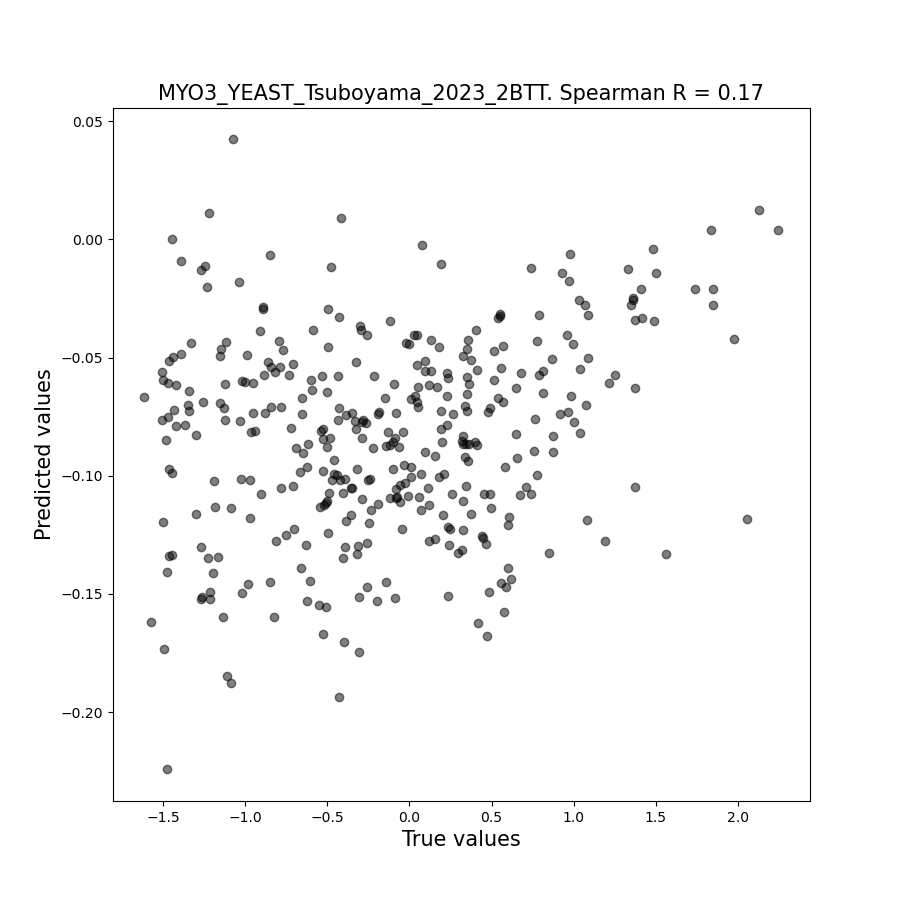 MYO3_YEAST_Tsuboyama_2023_2BTT. Spearman R = 0.17
0.05
0.00
−0.05
−0.10
−0.15
−0.20
Predicted values
−1.5 −1.0 −0.5 0.0 0.5 1.0 1.5 2.0
True values